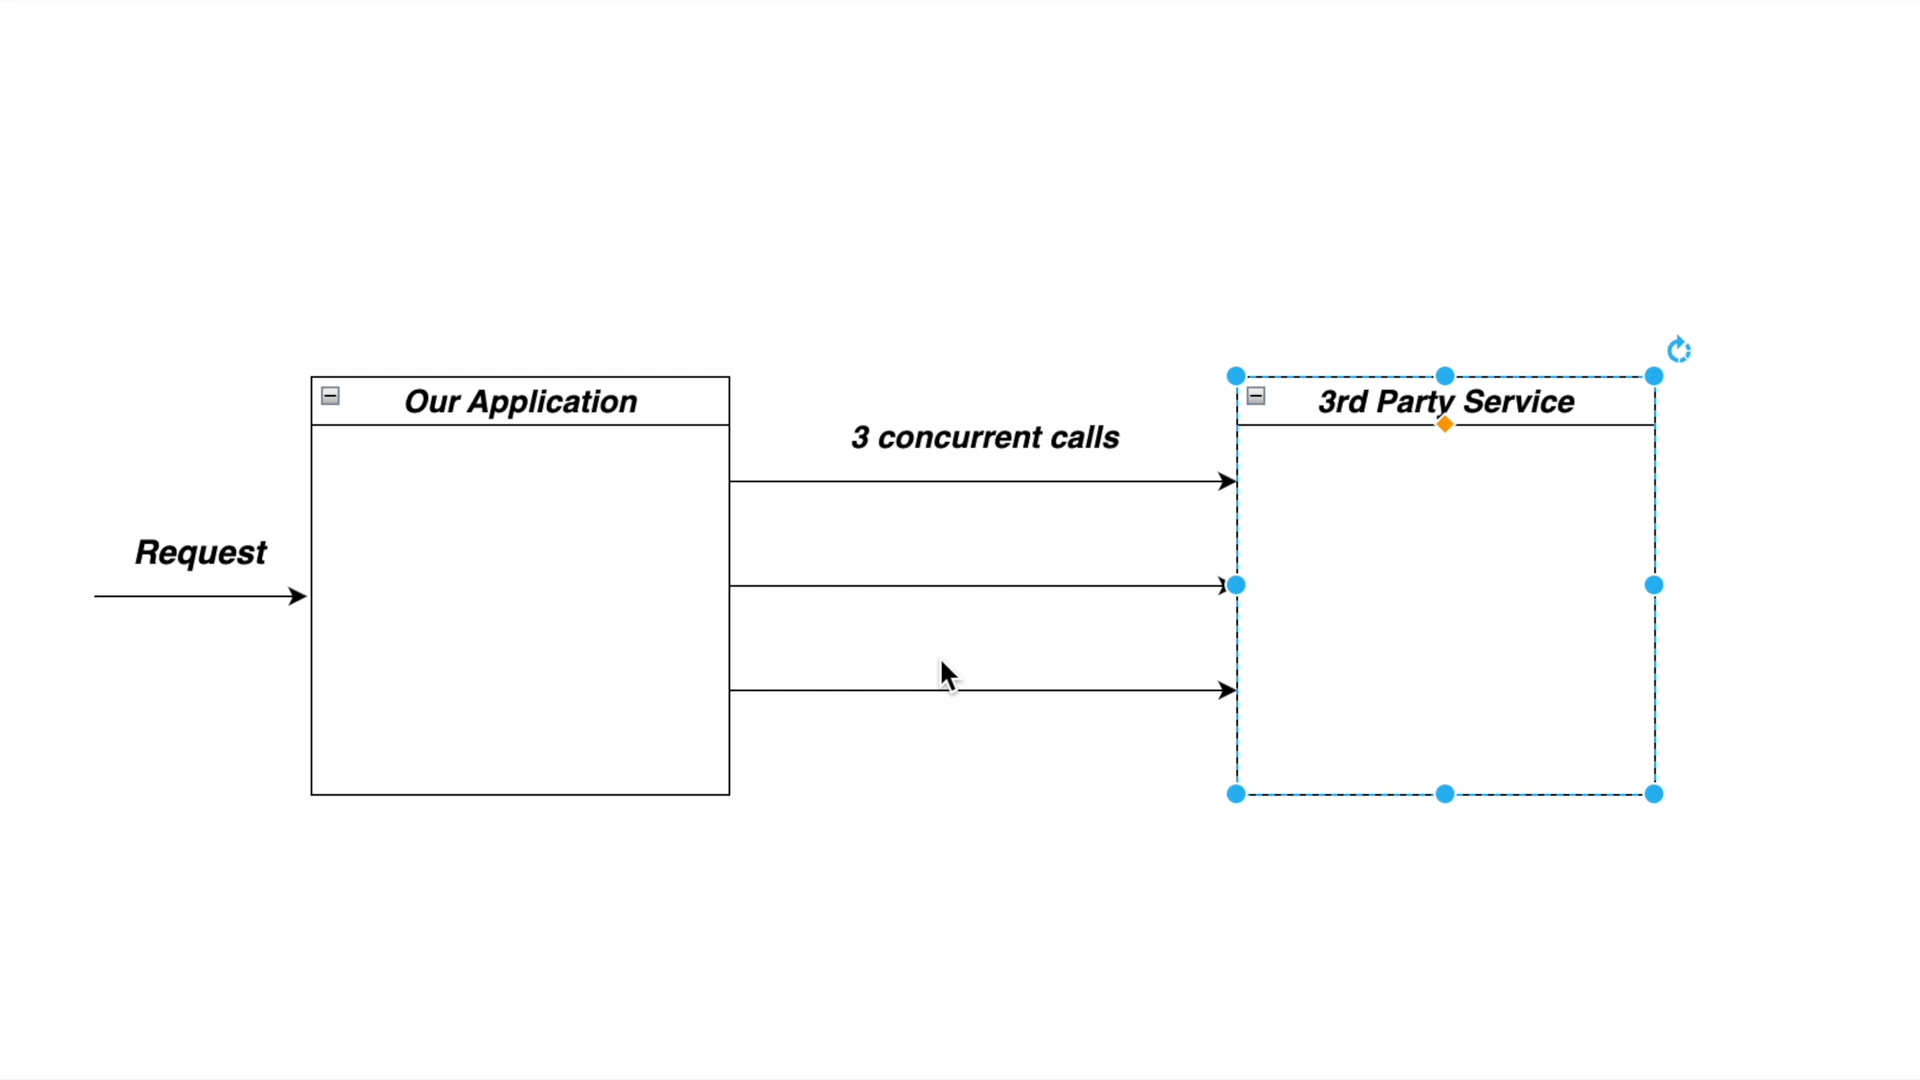 Our Application
3rd Party Service
3 concurrent calls
Request